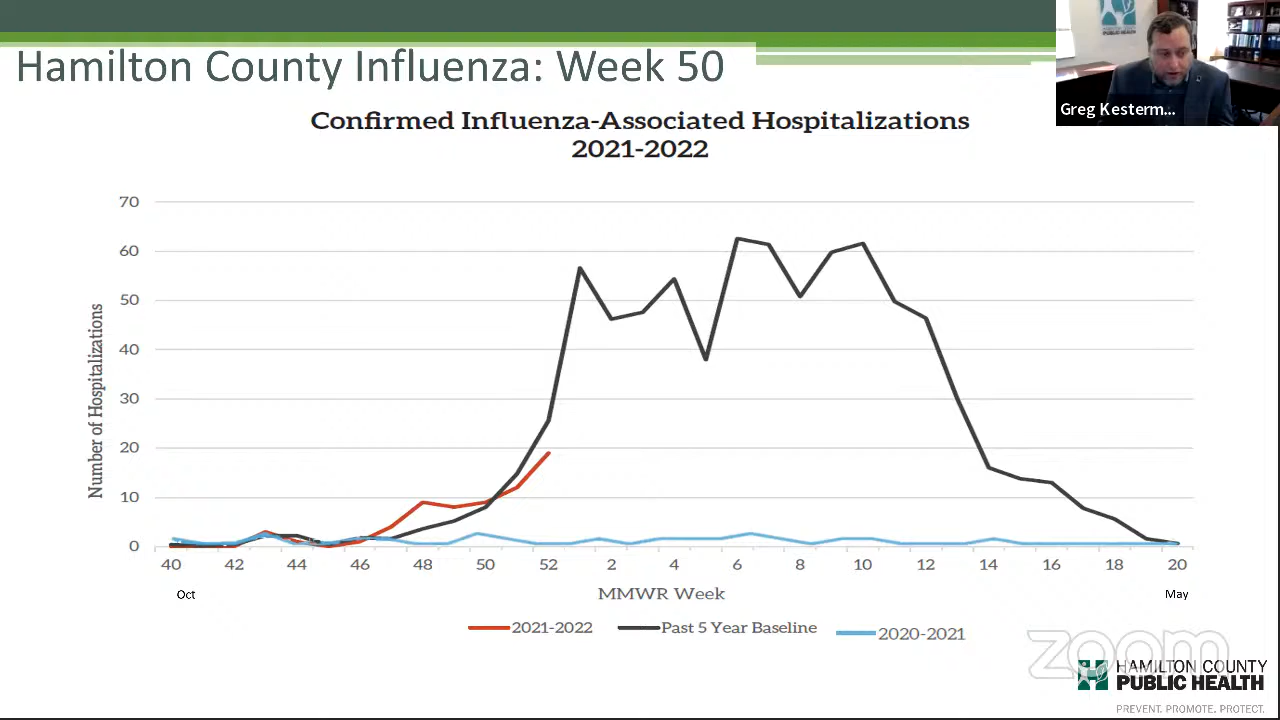 Hamilton County Influenza: Week 50
PUBLIC HEALTH
Greg Kesterm...
Confirmed Influenza-Associated Hospitalizations
2021-2022
Number of Hospitalizations
70
60
50
40
30
20
10
0
40 42 44 46 48 50 52 2 4 6 8 10 12 14 16 18 20
Oct May
MMWR Week
2021-2022 Past 5 Year Baseline 2020-2021
zoom
HAMILTON COUNTY
PUBLIC HEALTH
PREVENT. PROMOTE. PROTECT.